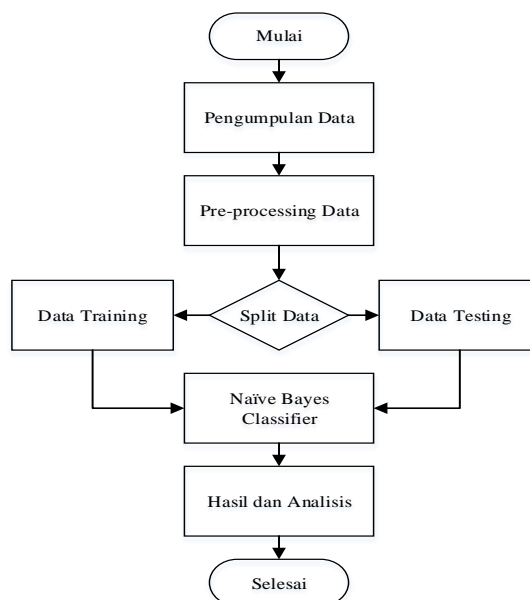 Mulai
Pengumpulan Data
Pre-processing Data
Data Training
Split Data
Data Testing
Naïve Bayes
Classifier
Hasil dan Analisis
Selesai